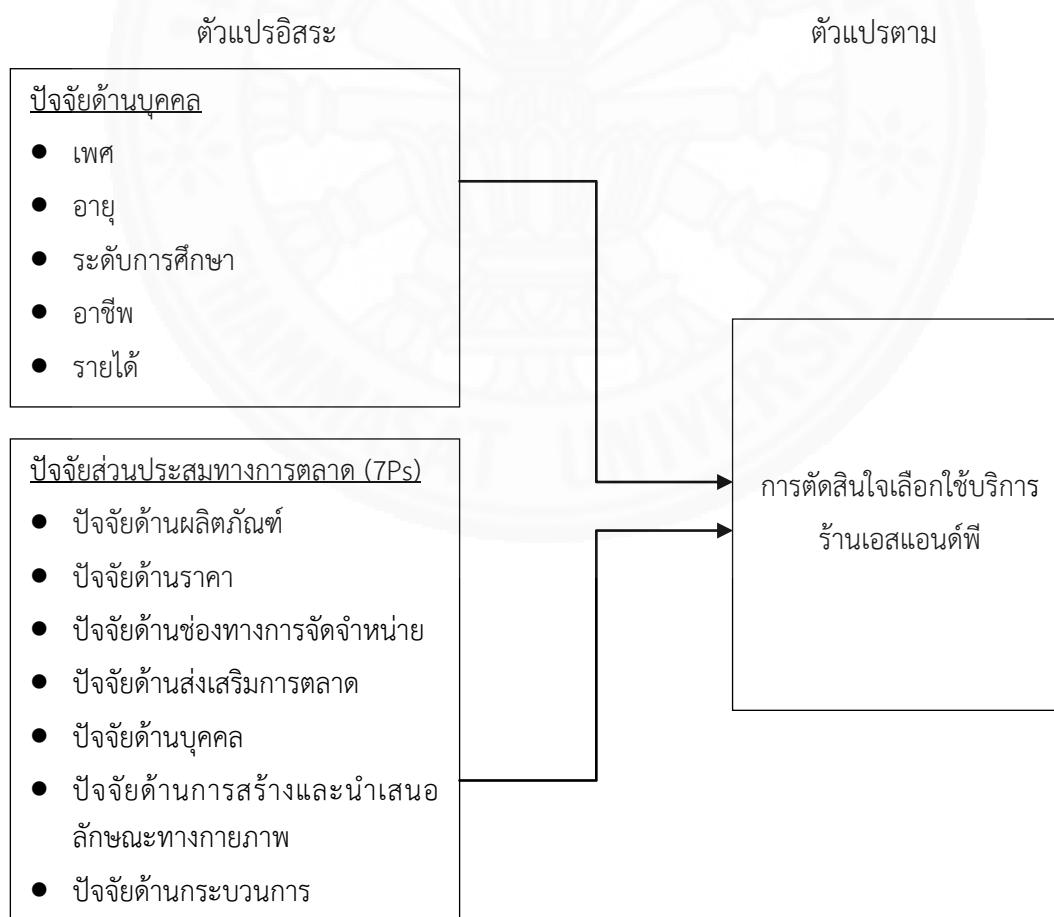 ตัวแปรอิสระ
ตัวแปรตาม
ปัจจัยด้านบุคคล
● เพศ
● อายุ
● ระดับการศึกษา
● อาชีพ
● รายได้
ปัจจัยส่วนประสมทางการตลาด (7Ps)
● ปัจจัยด้านผลิตภัณฑ์
● ปัจจัยด้านราคา
● ปัจจัยด้านช่องทางการจัดจำหน่าย
● ปัจจัยด้านส่งเสริมการตลาด
● ปัจจัยด้านบุคคล
● ปัจจัยด้านการสร้างและนำเสนอ
ลักษณะทางกายภาพ
● ปัจจัยด้านกระบวนการ
การตัดสินใจเลือกใช้บริการ
ร้านเอสแอนด์พี
THAMMASAT UNIVERSITY